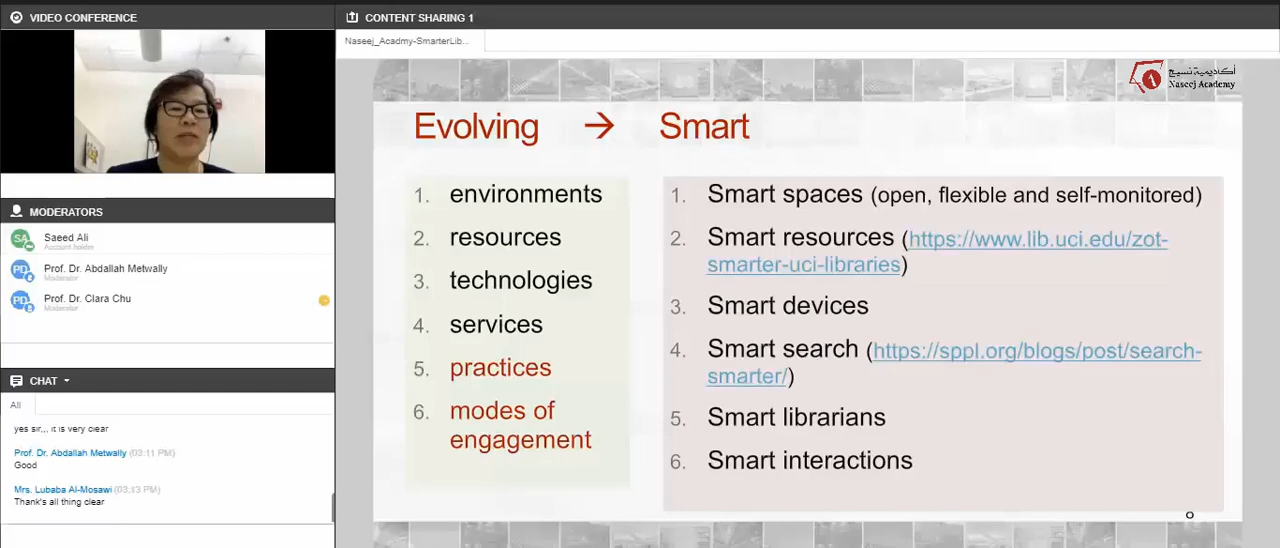 VIDEO CONFERENCE
MODERATORS
SA
Saeed Ali
Account holder
PD
Prof. Dr. Abdallah Metwally
Moderator
PD
Prof. Dr. Clara Chu
Moderator
CHAT
All
yes sir,,, it is very clear
Prof. Dr. Abdallah Metwally (03:11 PM)
Good
Mrs. Lubaba Al-Mosawi (03:13 PM)
Thank's all thing clear
CONTENT SHARING 1
Naseej_Acadmy-SmarterLib...
أكاديمية نسيج
Naseej Academy
Evolving → Smart
1. environments
2. resources
3. technologies
4. services
5. practices
6. modes of
engagement
1. Smart spaces (open, flexible and self-monitored)
2. Smart resources (https://www.lib.uci.edu/zot-
smarter-uci-libraries)
3. Smart devices
4. Smart search (https://sppl.org/blogs/post/search-
smarter/)
5. Smart librarians
6. Smart interactions